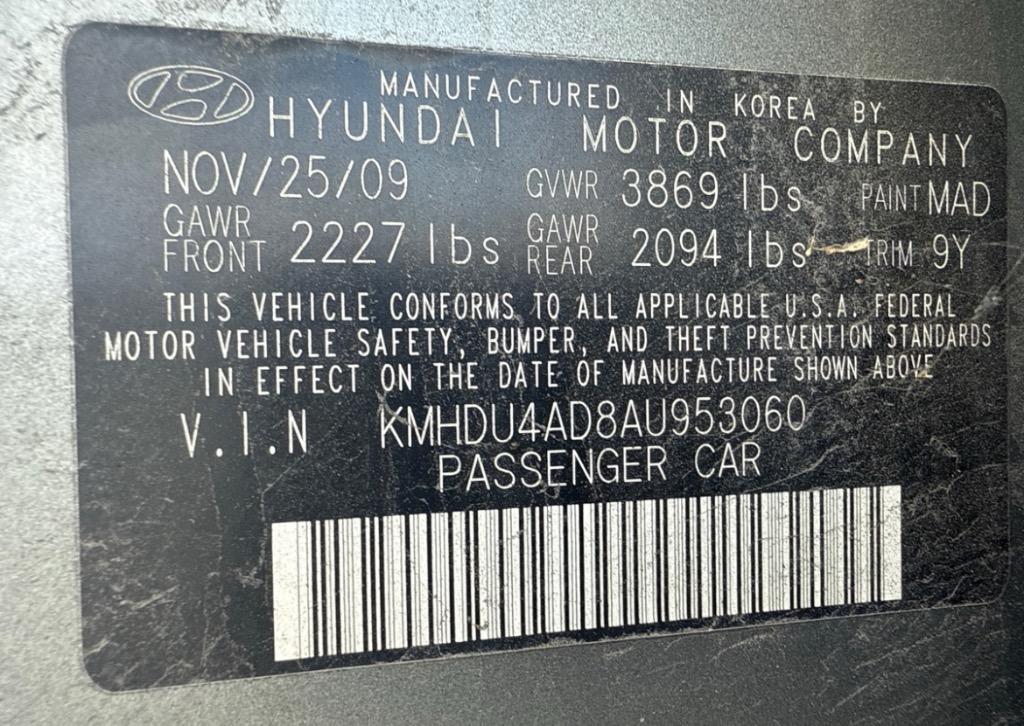 MANUFACTURED IN KOREA BY
HYUNDAI MOTOR COMPANY
NOV/25/09 GVWR 3869 lbs PAINT MAD
GAWR FRONT 2227 lbs GAWR REAR 2094 lbs TRIM 9Y
THIS VEHICLE CONFORMS TO ALL APPLICABLE U.S.A. FEDERAL
MOTOR VEHICLE SAFETY, BUMPER, AND THEFT PREVENTION STANDARDS
IN EFFECT ON THE DATE OF MANUFACTURE SHOWN ABOVE
V.I.N KMHDU4AD8AU953060
PASSENGER CAR